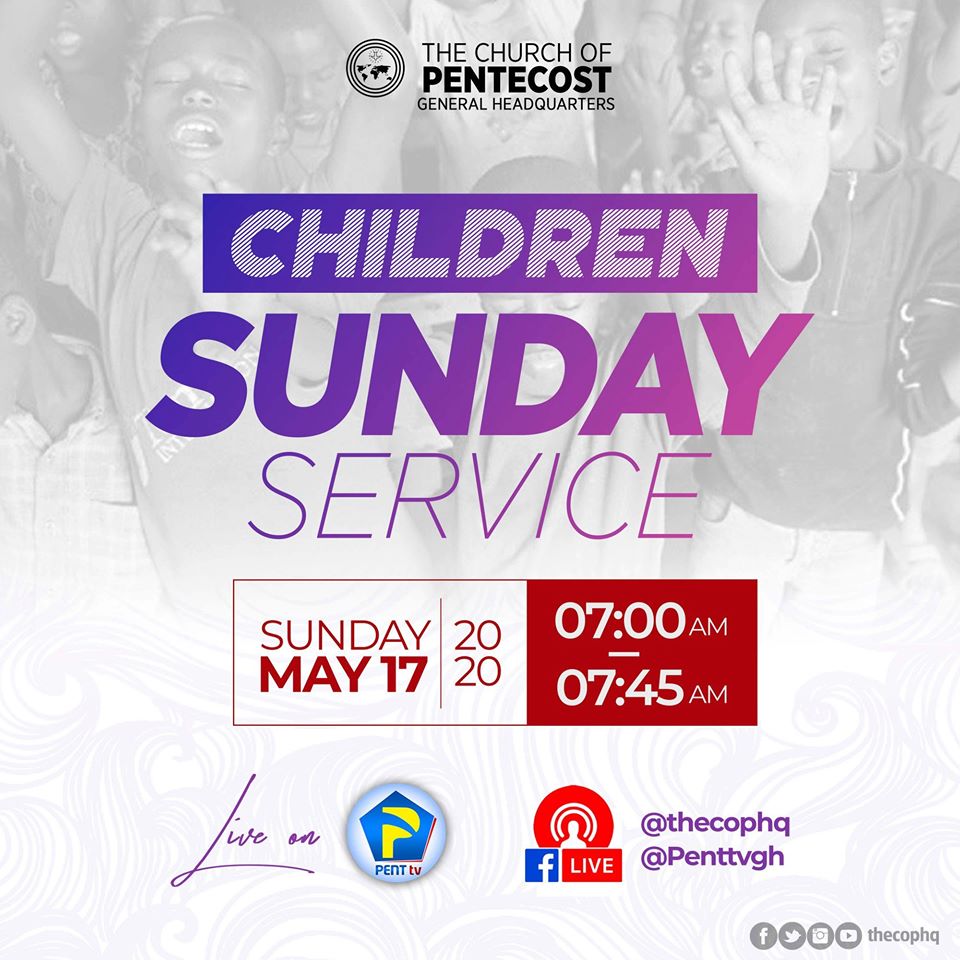 THE CHURCH OF
PENTECOST
GENERAL HEADQUARTERS
CHILDREN
SUNDAY
SERVICE
SUNDAY
MAY 17
20
20
07:00 AM
—
07:45 AM
Live on
PENT tv
f LIVE
@thecophq
@Penttvgh
thecophq